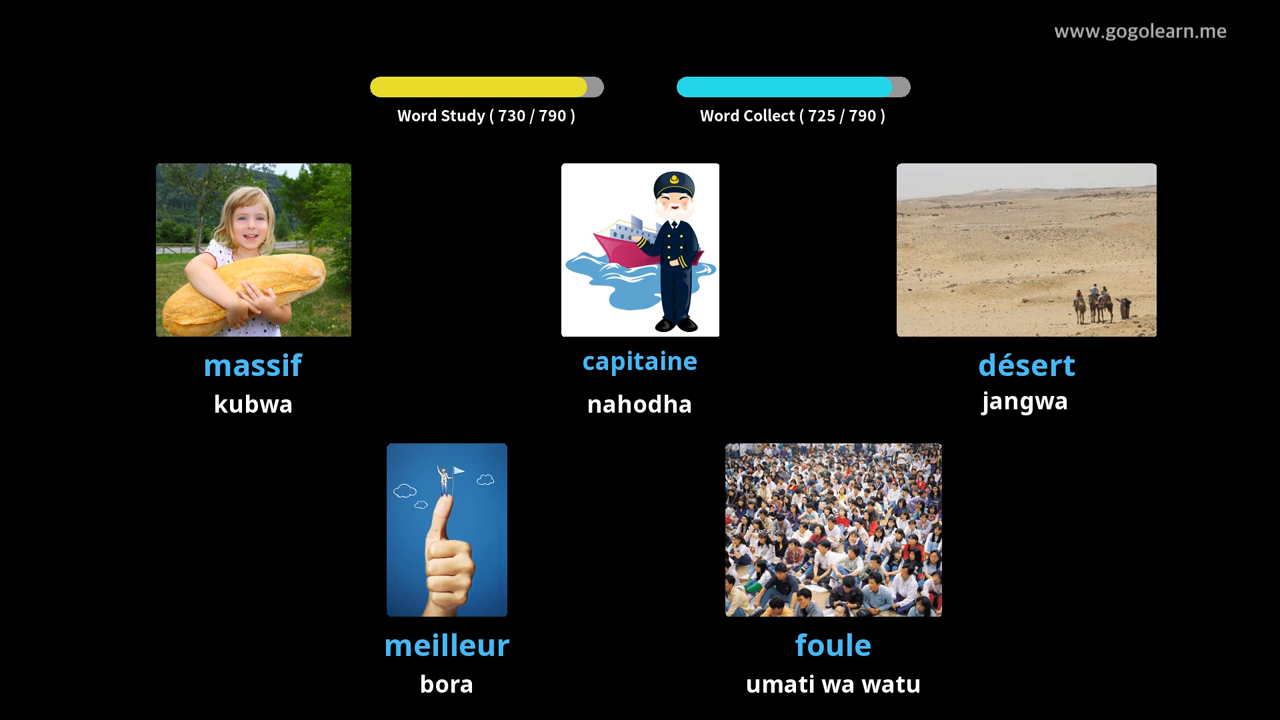 www.gogolearn.me
Word Study ( 730 / 790 )
Word Collect ( 725 / 790 )
massif
kubwa
capitaine
nahodha
désert
jangwa
meilleur
bora
foule
umati wa watu